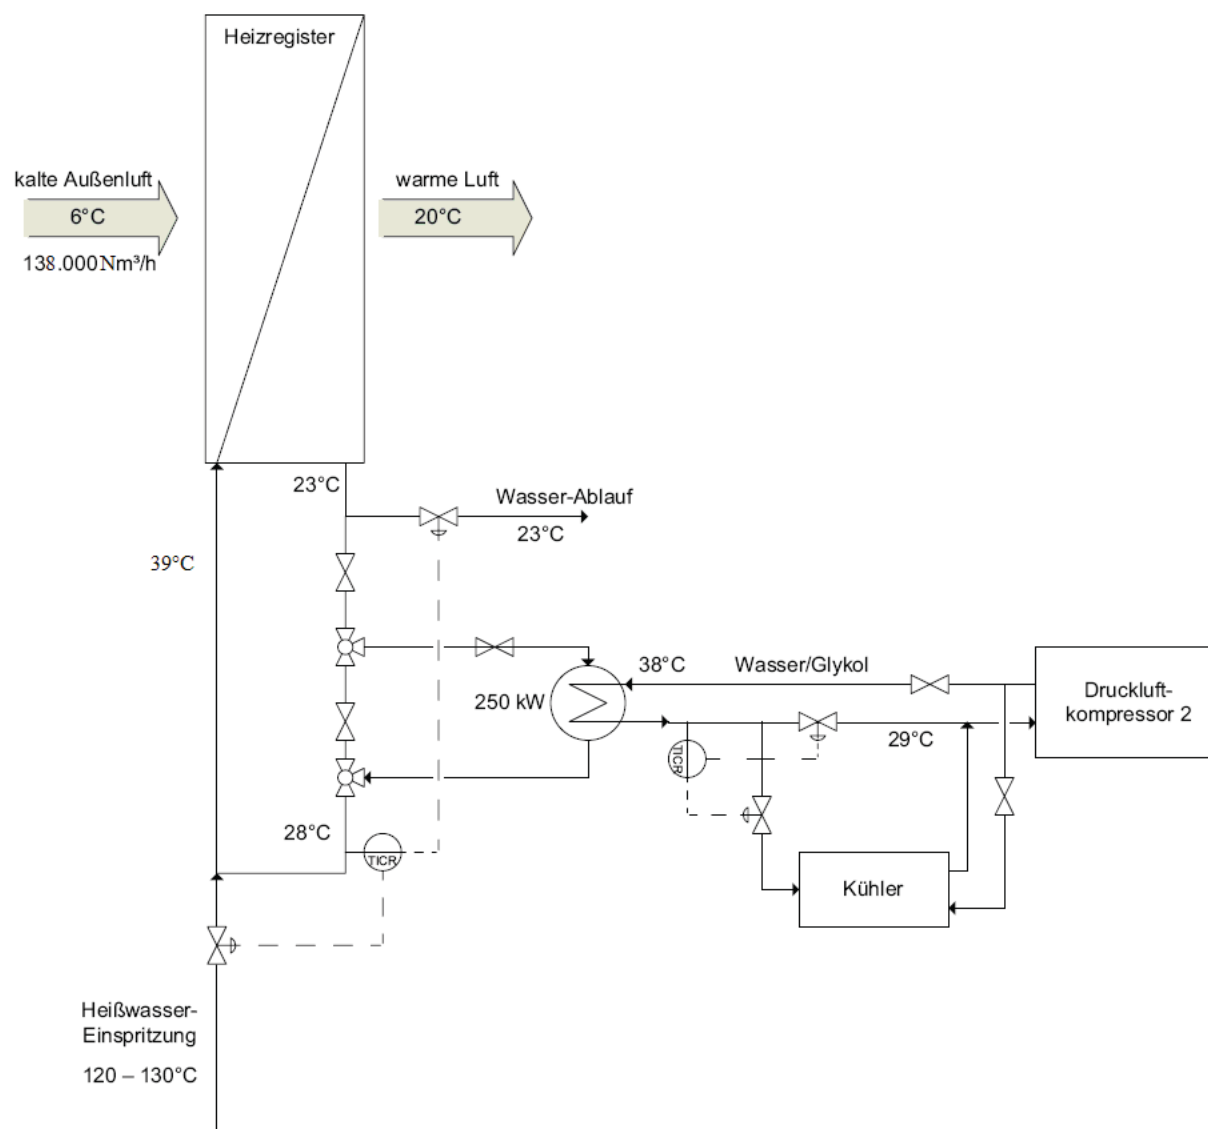 Heizregister
kalte Außenluft
6°C
138.000Nm³/h
warme Luft
20°C
23°C
Wasser-Ablauf
23°C
39°C
250 kW
38°C
Wasser/Glykol
Druckluft-
kompressor 2
29°C
TICR
28°C
TICR
Kühler
Heißwasser-
Einspritzung
120 – 130°C